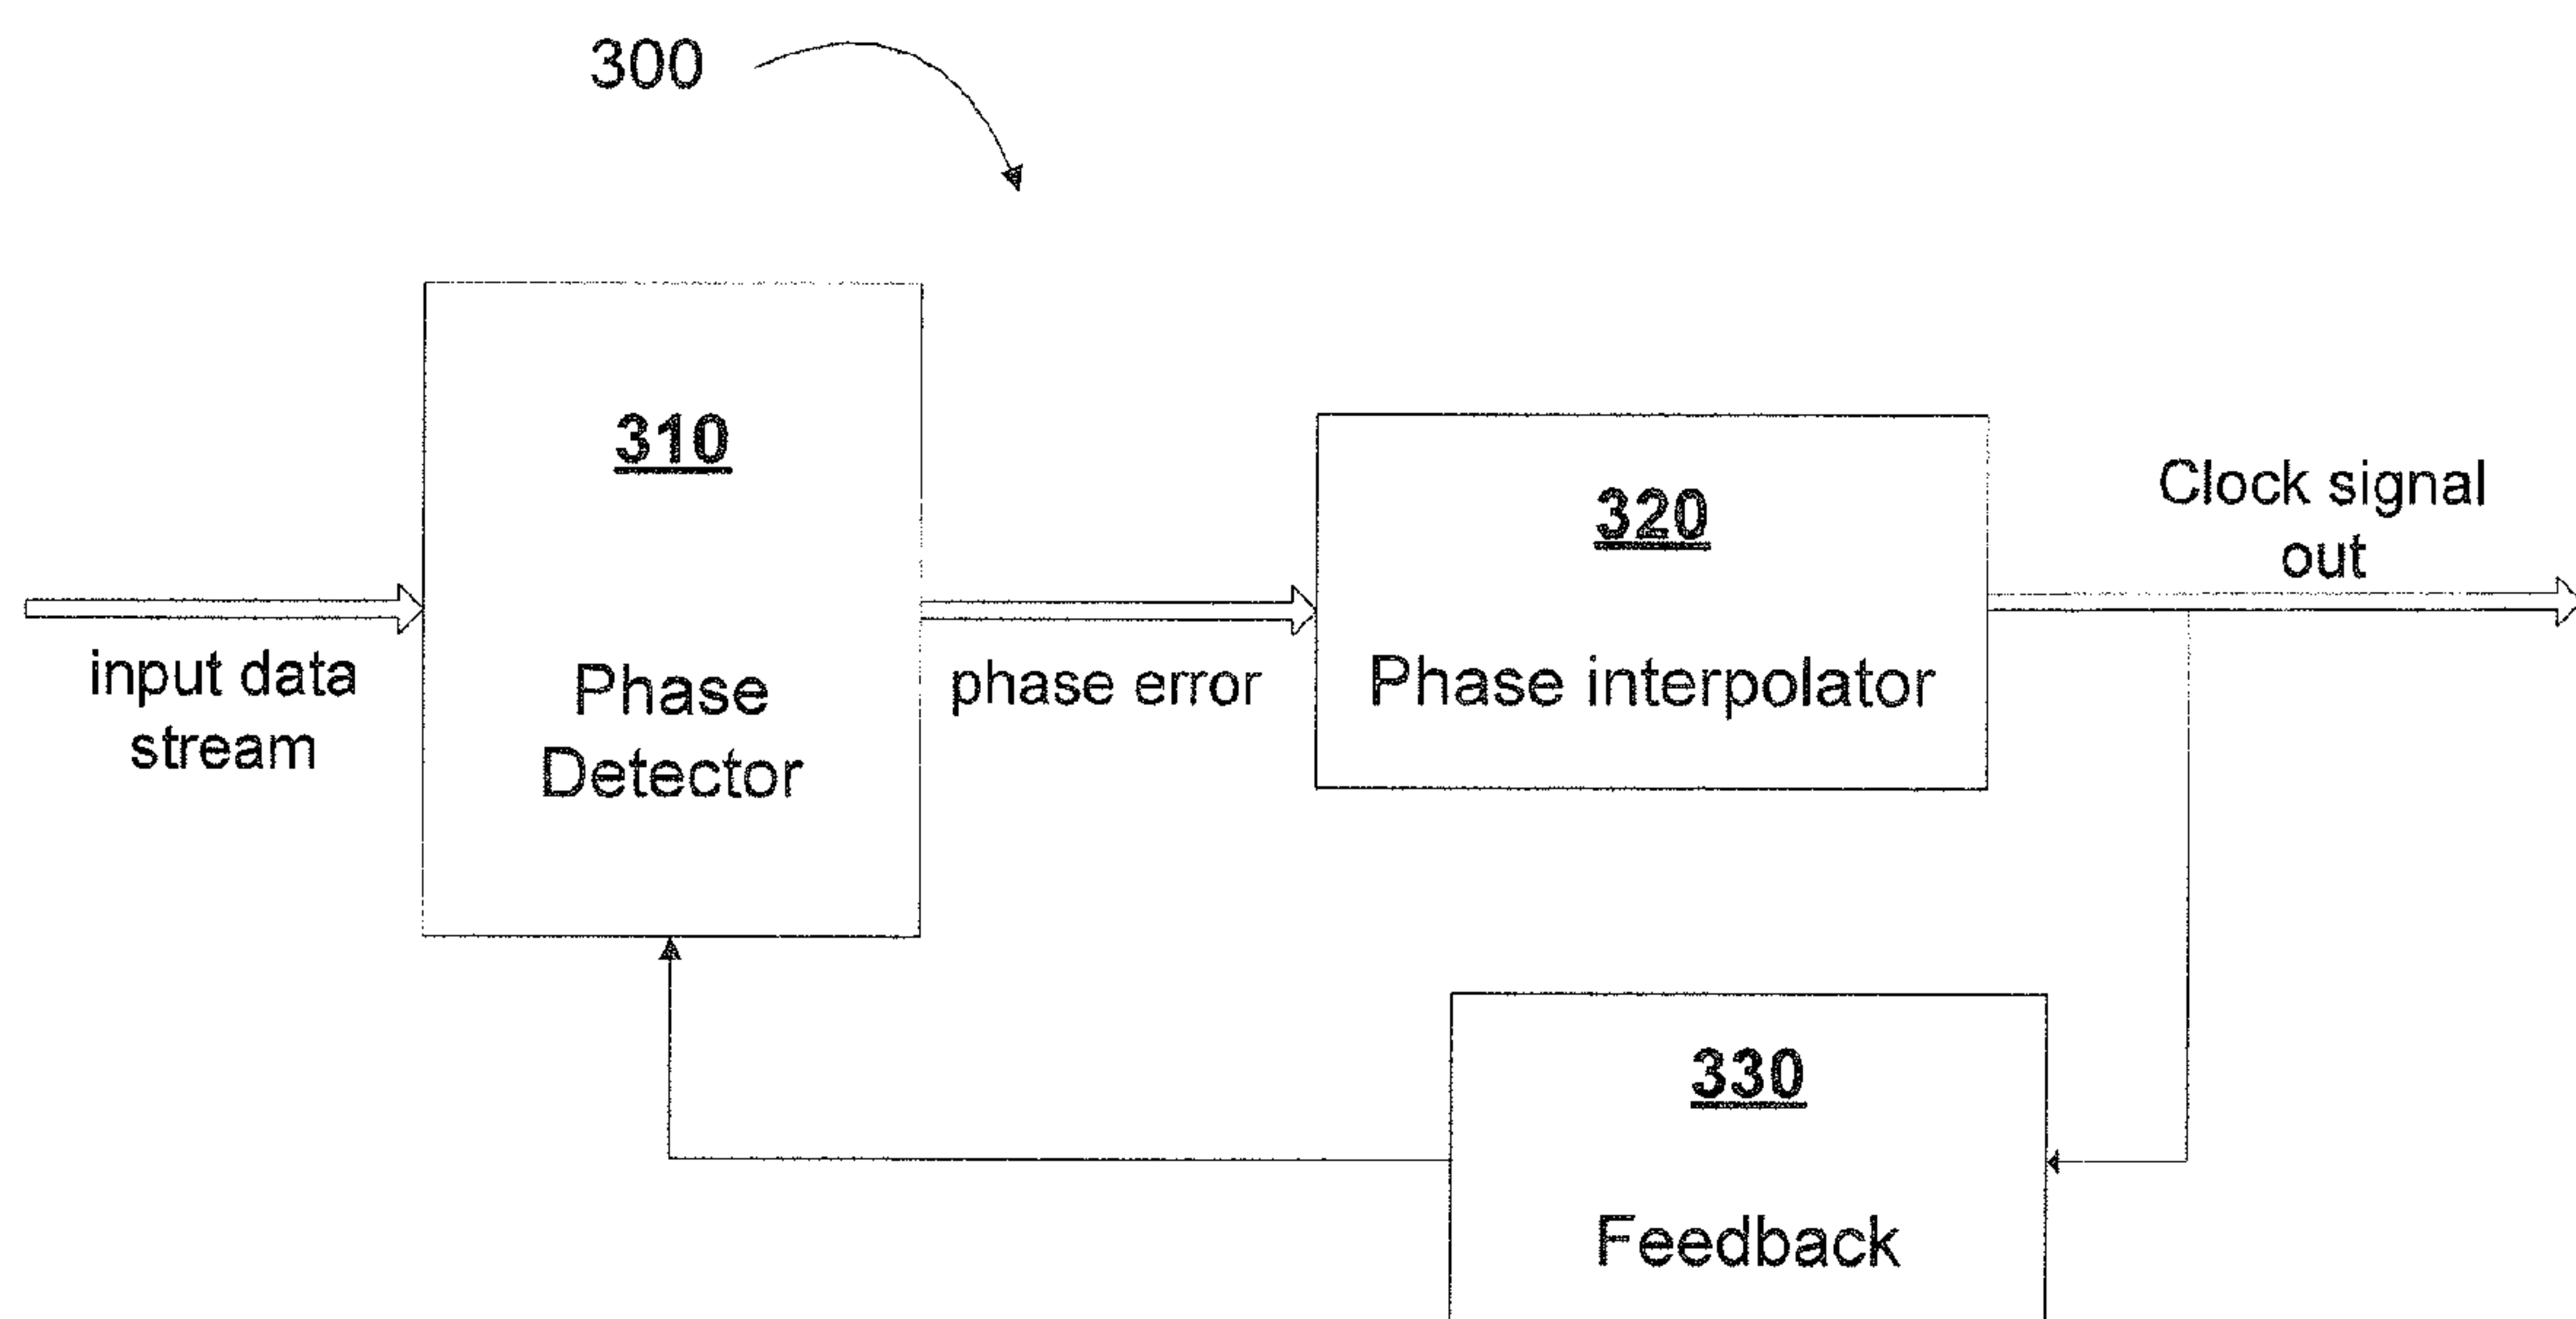 300
310
Phase
Detector
input data
stream
phase error
320
Phase interpolator
Clock signal
out
330
Feedback